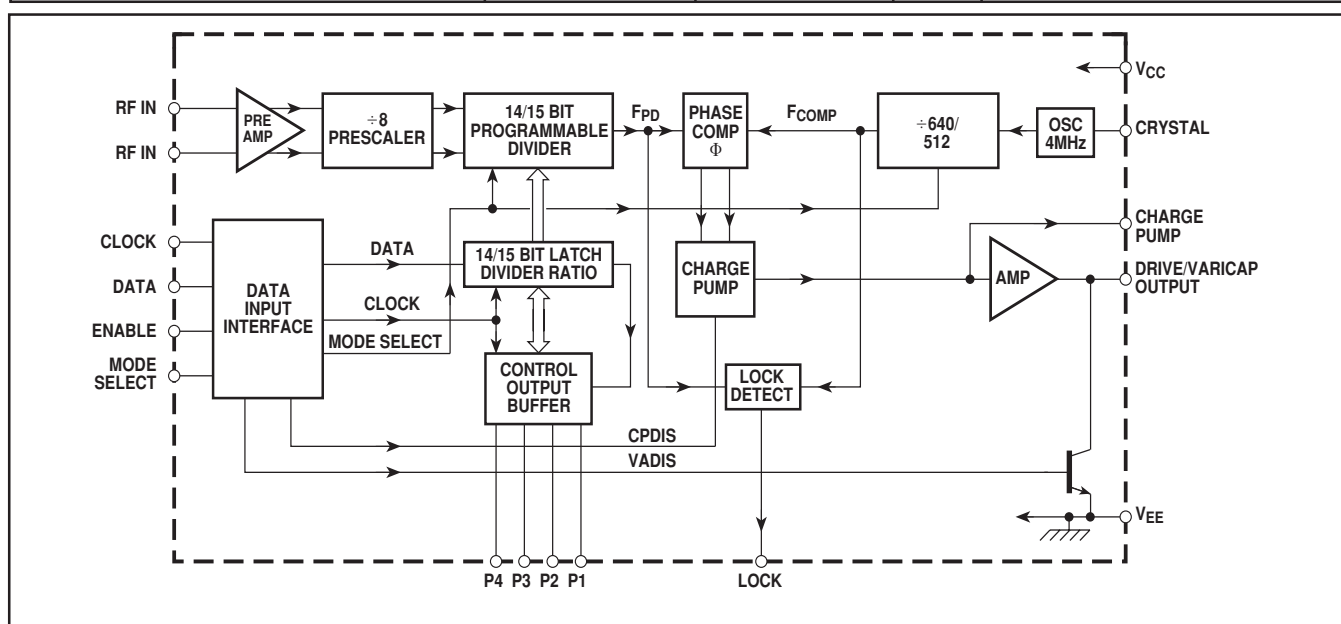 RF IN
RF IN
PRE
AMP
÷8
PRESCALER
14/15 BIT
PROGRAMMABLE
DIVIDER
FPD
PHASE
COMP
Φ
FCOMP
÷640/
512
OSC
4MHz
VCC
CRYSTAL
CHARGE
PUMP
DRIVE/VARICAP
OUTPUT
CLOCK
DATA
ENABLE
MODE
SELECT
DATA
INPUT
INTERFACE
DATA
CLOCK
MODE SELECT
14/15 BIT LATCH
DIVIDER RATIO
CONTROL
OUTPUT
BUFFER
CHARGE
PUMP
AMP
LOCK
DETECT
CPDIS
VADIS
VEE
P4 P3 P2 P1
LOCK